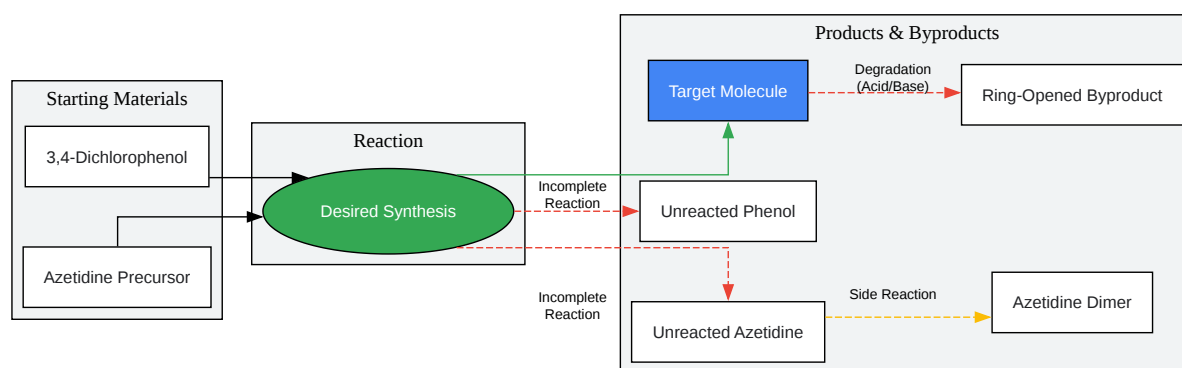 Starting Materials
3,4-Dichlorophenol
Azetidine Precursor
Reaction
Desired Synthesis
Incomplete
Reaction
Incomplete
Reaction
Products & Byproducts
Target Molecule
Degradation
(Acid/Base)
Ring-Opened Byproduct
Unreacted Phenol
Unreacted Azetidine
Side Reaction
Azetidine Dimer